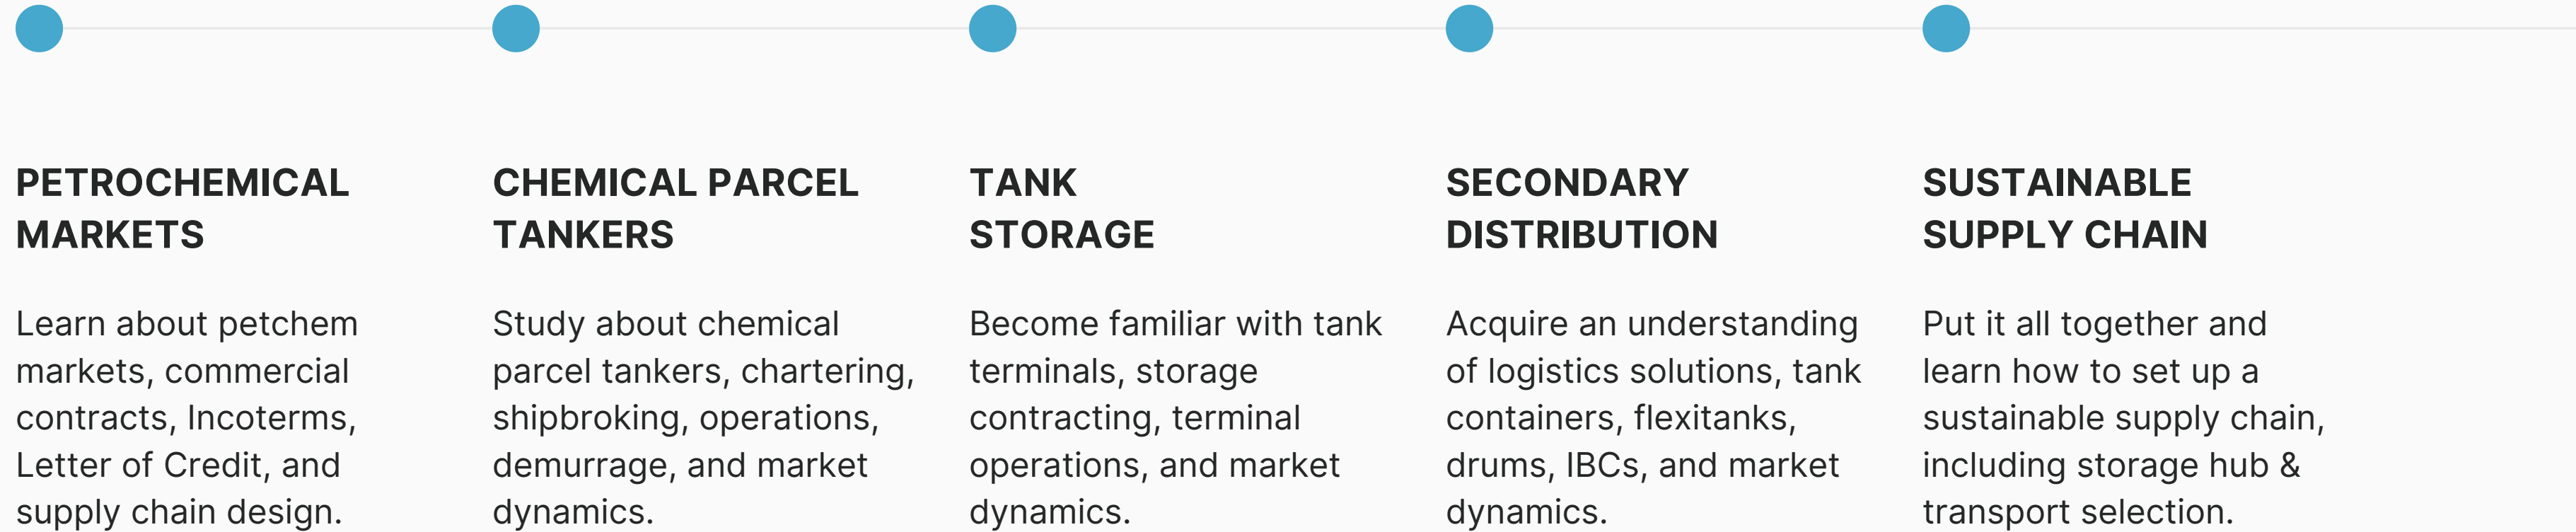 PETROCHEMICAL
MARKETS
Learn about petchem
markets, commercial
contracts, Incoterms,
Letter of Credit, and
supply chain design.
CHEMICAL PARCEL
TANKERS
Study about chemical
parcel tankers, chartering,
shipbroking, operations,
demurrage, and market
dynamics.
TANK
STORAGE
Become familiar with tank
terminals, storage
contracting, terminal
operations, and market
dynamics.
SECONDARY
DISTRIBUTION
Acquire an understanding
of logistics solutions, tank
containers, flexitanks,
drums, IBCs, and market
dynamics.
SUSTAINABLE
SUPPLY CHAIN
Put it all together and
learn how to set up a
sustainable supply chain,
including storage hub &
transport selection.